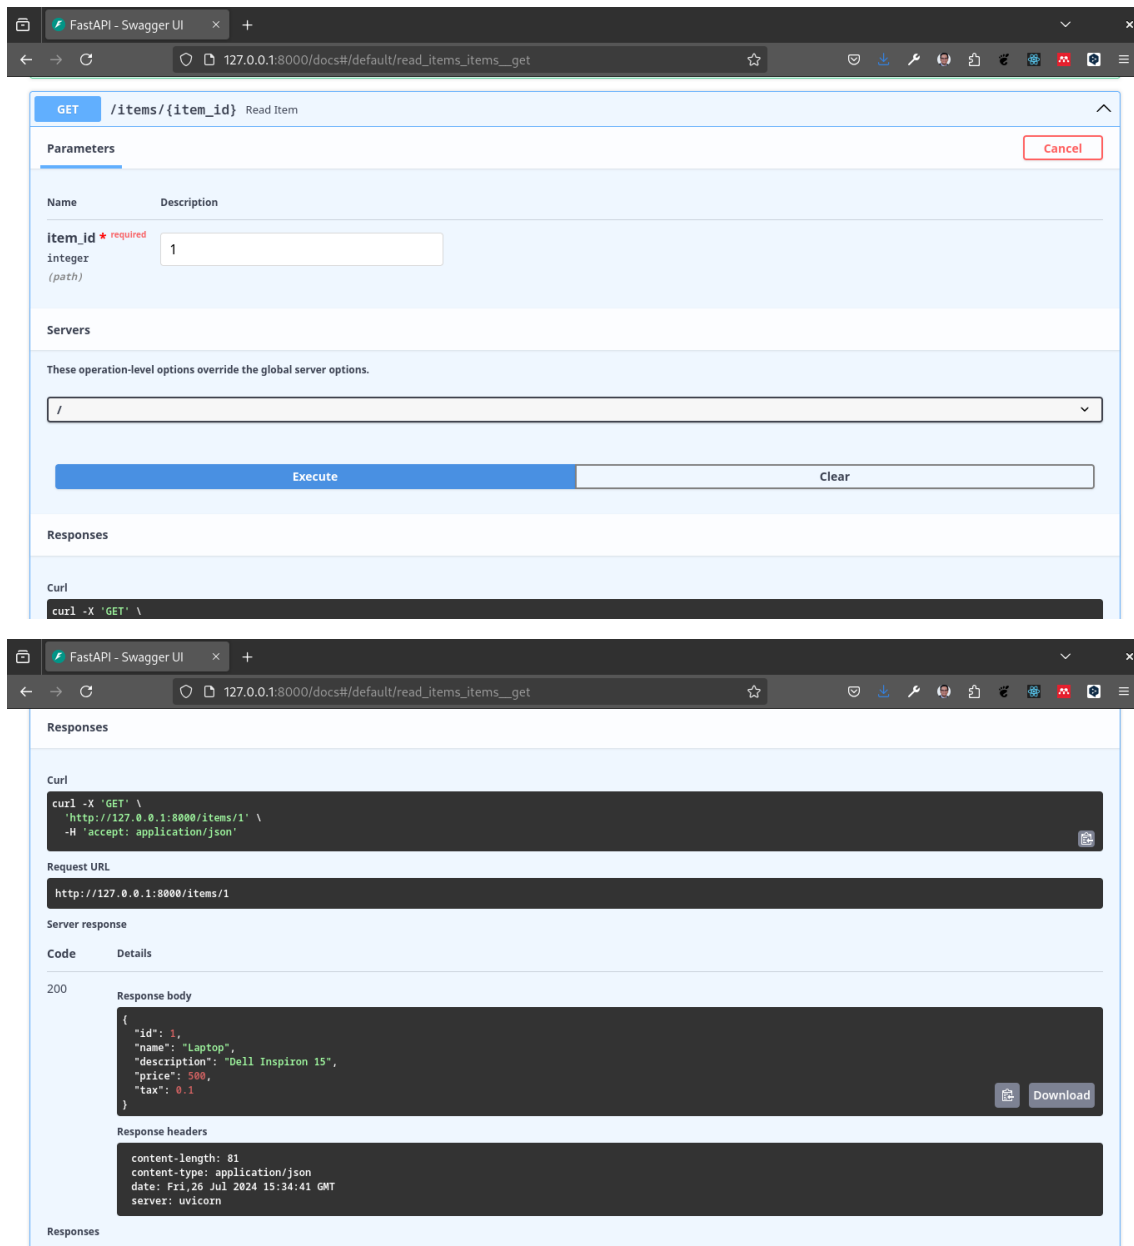 FastAPI - Swagger UI × +
127.0.0.1:8000/docs#/default/read_items_items__get
GET /items/{item_id} Read Item
Parameters Cancel
Name Description
item_id * required
integer
(path)
1
Servers
These operation-level options override the global server options.
/
Execute Clear
Responses
Curl
curl -X 'GET' \
FastAPI - Swagger UI × +
127.0.0.1:8000/docs#/default/read_items_items__get
Responses
Curl
curl -X 'GET' \
'http://127.0.0.1:8000/items/1' \
-H 'accept: application/json'
Request URL
http://127.0.0.1:8000/items/1
Server response
Code Details
200
Response body
{
"id": 1,
"name": "Laptop",
"description": "Dell Inspiron 15",
"price": 500,
"tax": 0.1
}
Download
Response headers
content-length: 81
content-type: application/json
date: Fri,26 Jul 2024 15:34:41 GMT
server: uvicorn
Responses